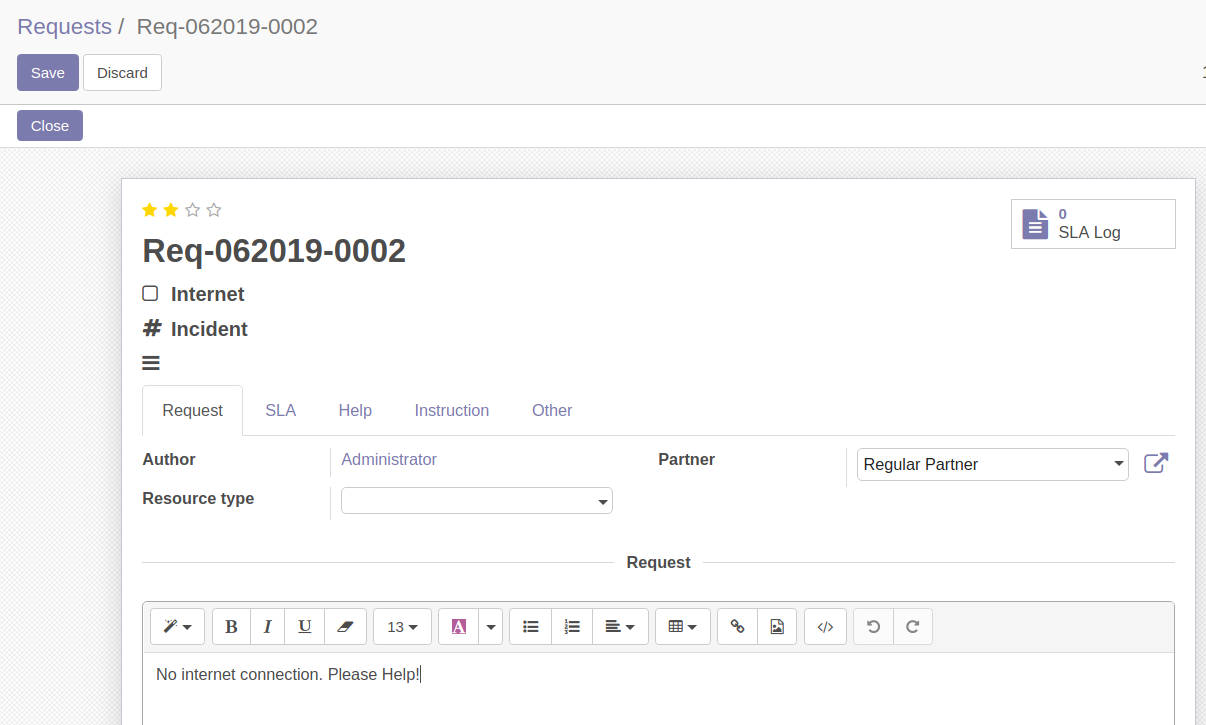 Requests / Req-062019-0002
Save Discard
Close
0
SLA Log
Req-062019-0002
Internet
# Incident
Request SLA Help Instruction Other
Author Administrator Partner Regular Partner
Resource type
Request
B I U 13 A </>
No internet connection. Please Help!